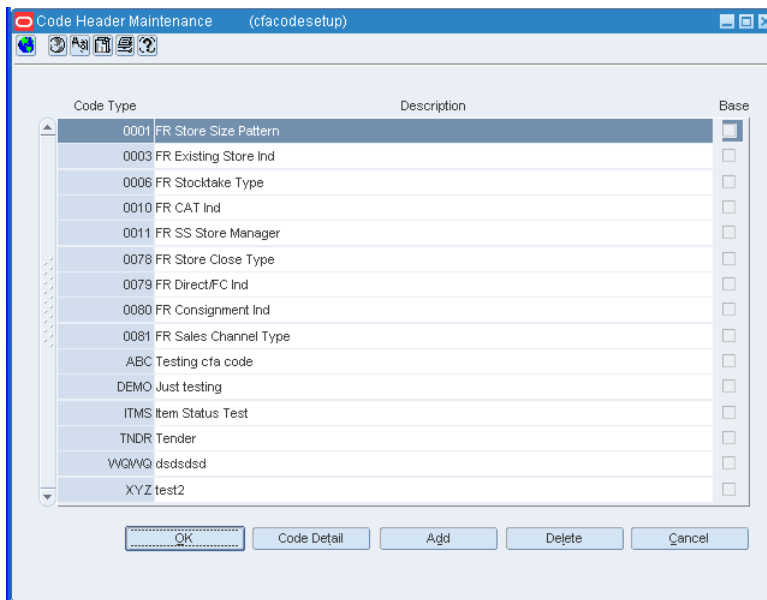 Code Header Maintenance (cfacodesetup)
Code Type Description Base
0001 FR Store Size Pattern
0003 FR Existing Store Ind
0006 FR Stocktake Type
0010 FR CAT Ind
0011 FR SS Store Manager
0078 FR Store Close Type
0079 FR Direct/FC Ind
0080 FR Consignment Ind
0081 FR Sales Channel Type
ABC Testing cfa code
DEMO Just testing
ITMS Item Status Test
TNDR Tender
WQWQ dsdsdsd
XYZ test2
OK Code Detail Add Delete Cancel